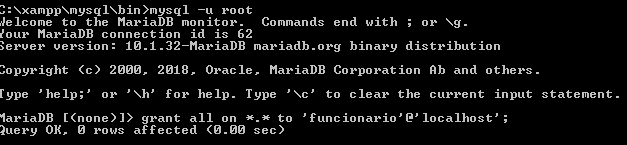 C:\xampp\mysql\bin>mysql -u root
Welcome to the MariaDB monitor.  Commands end with ; or \g.
Your MariaDB connection id is 62
Server version: 10.1.32-MariaDB mariadb.org binary distribution
Copyright (c) 2000, 2018, Oracle, MariaDB Corporation Ab and others.
Type 'help;' or '\h' for help. Type '\c' to clear the current input statement.
MariaDB [(none)]> grant all on *.* to 'funcionario'@'localhost';
Query OK, 0 rows affected (0.00 sec)